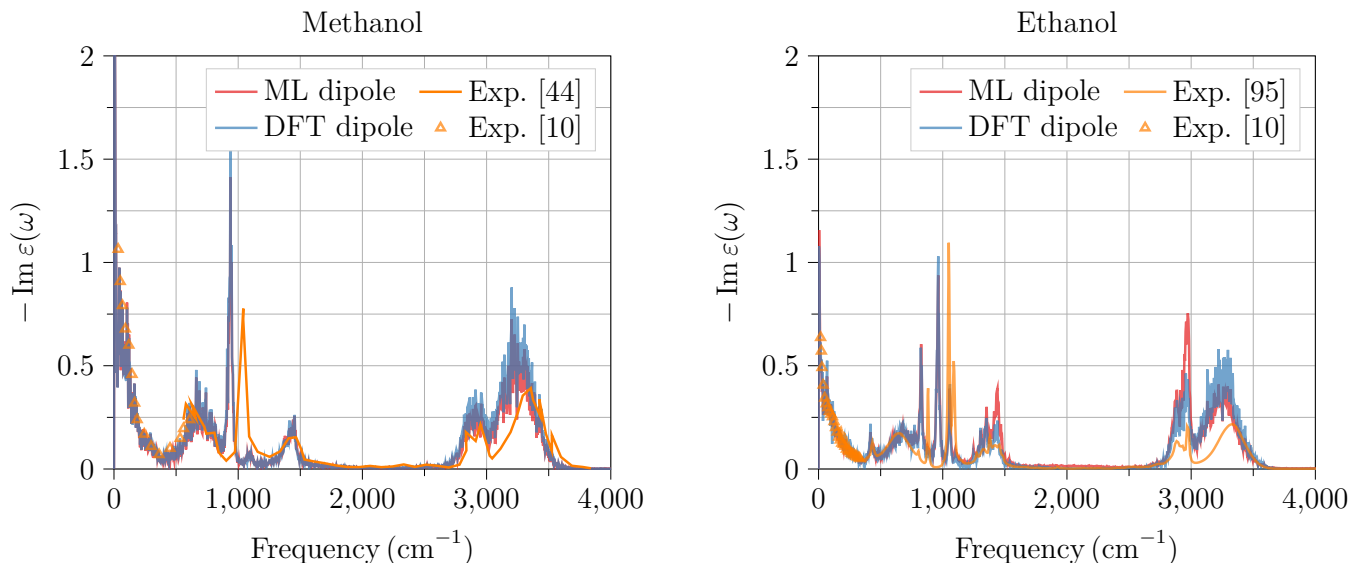 Methanol
2
1.5
1
0.5
0
− Im ε(ω)
ML dipole
DFT dipole
Exp. [44]
Exp. [10]
0
1,000
2,000
3,000
4,000
Frequency (cm⁻¹)
Ethanol
2
1.5
1
0.5
0
− Im ε(ω)
ML dipole
DFT dipole
Exp. [95]
Exp. [10]
0
1,000
2,000
3,000
4,000
Frequency (cm⁻¹)